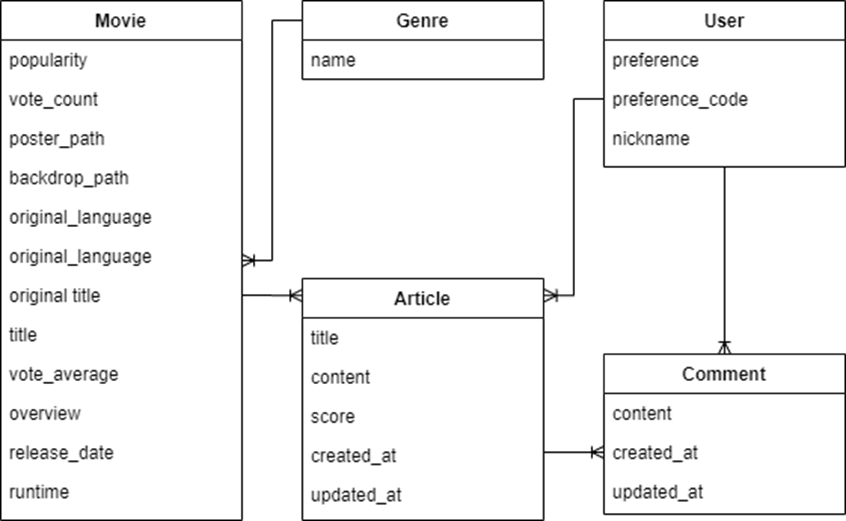 Movie
popularity
vote_count
poster_path
backdrop_path
original_language
original_language
original title
title
vote_average
overview
release_date
runtime
Genre
name
User
preference
preference_code
nickname
Article
title
content
score
created_at
updated_at
Comment
content
created_at
updated_at